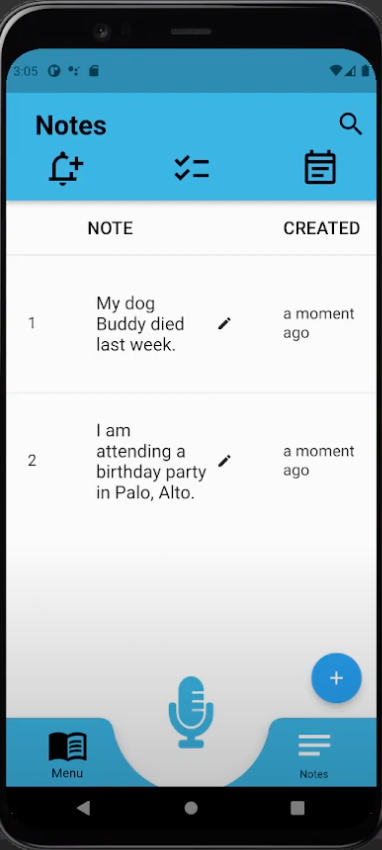 3:05
Notes
NOTE CREATED
1
My dog
Buddy died
last week.
a moment
ago
2
I am
attending a
birthday party
in Palo, Alto.
a moment
ago
+
Menu
Notes